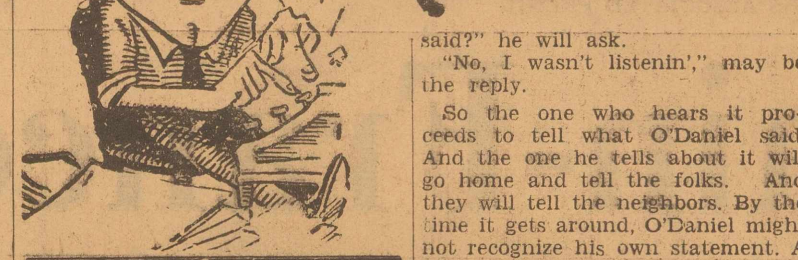 said?" he will ask.
"No, I wasn't listenin'," may be
the reply.
So the one who hears it pro-
ceeds to tell what O'Daniel said
And the one he tells about it wil
go home and tell the folks. And
they will tell the neighbors. By the
time it gets around, O'Daniel migh
not recognize his own statement. A